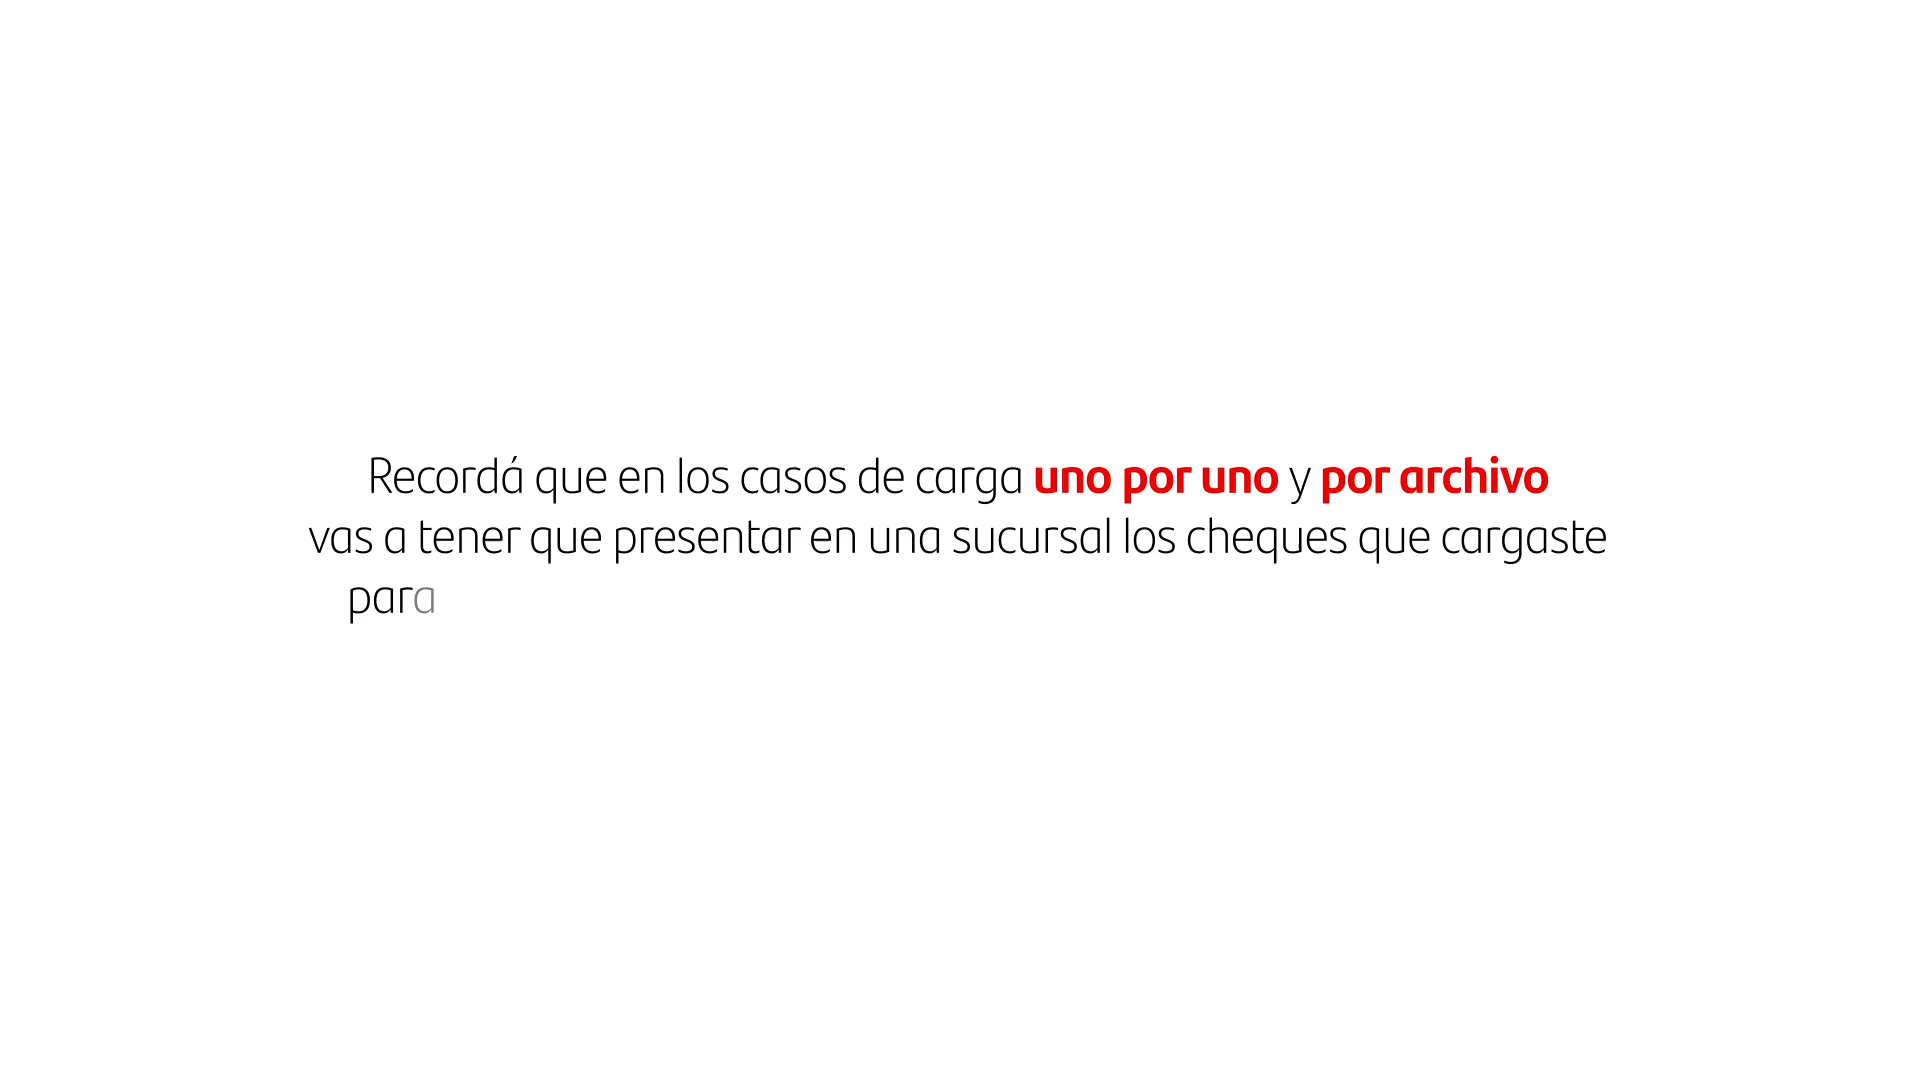 Recordá que en los casos de carga uno por uno y por archivo
vas a tener que presentar en una sucursal los cheques que cargaste
para